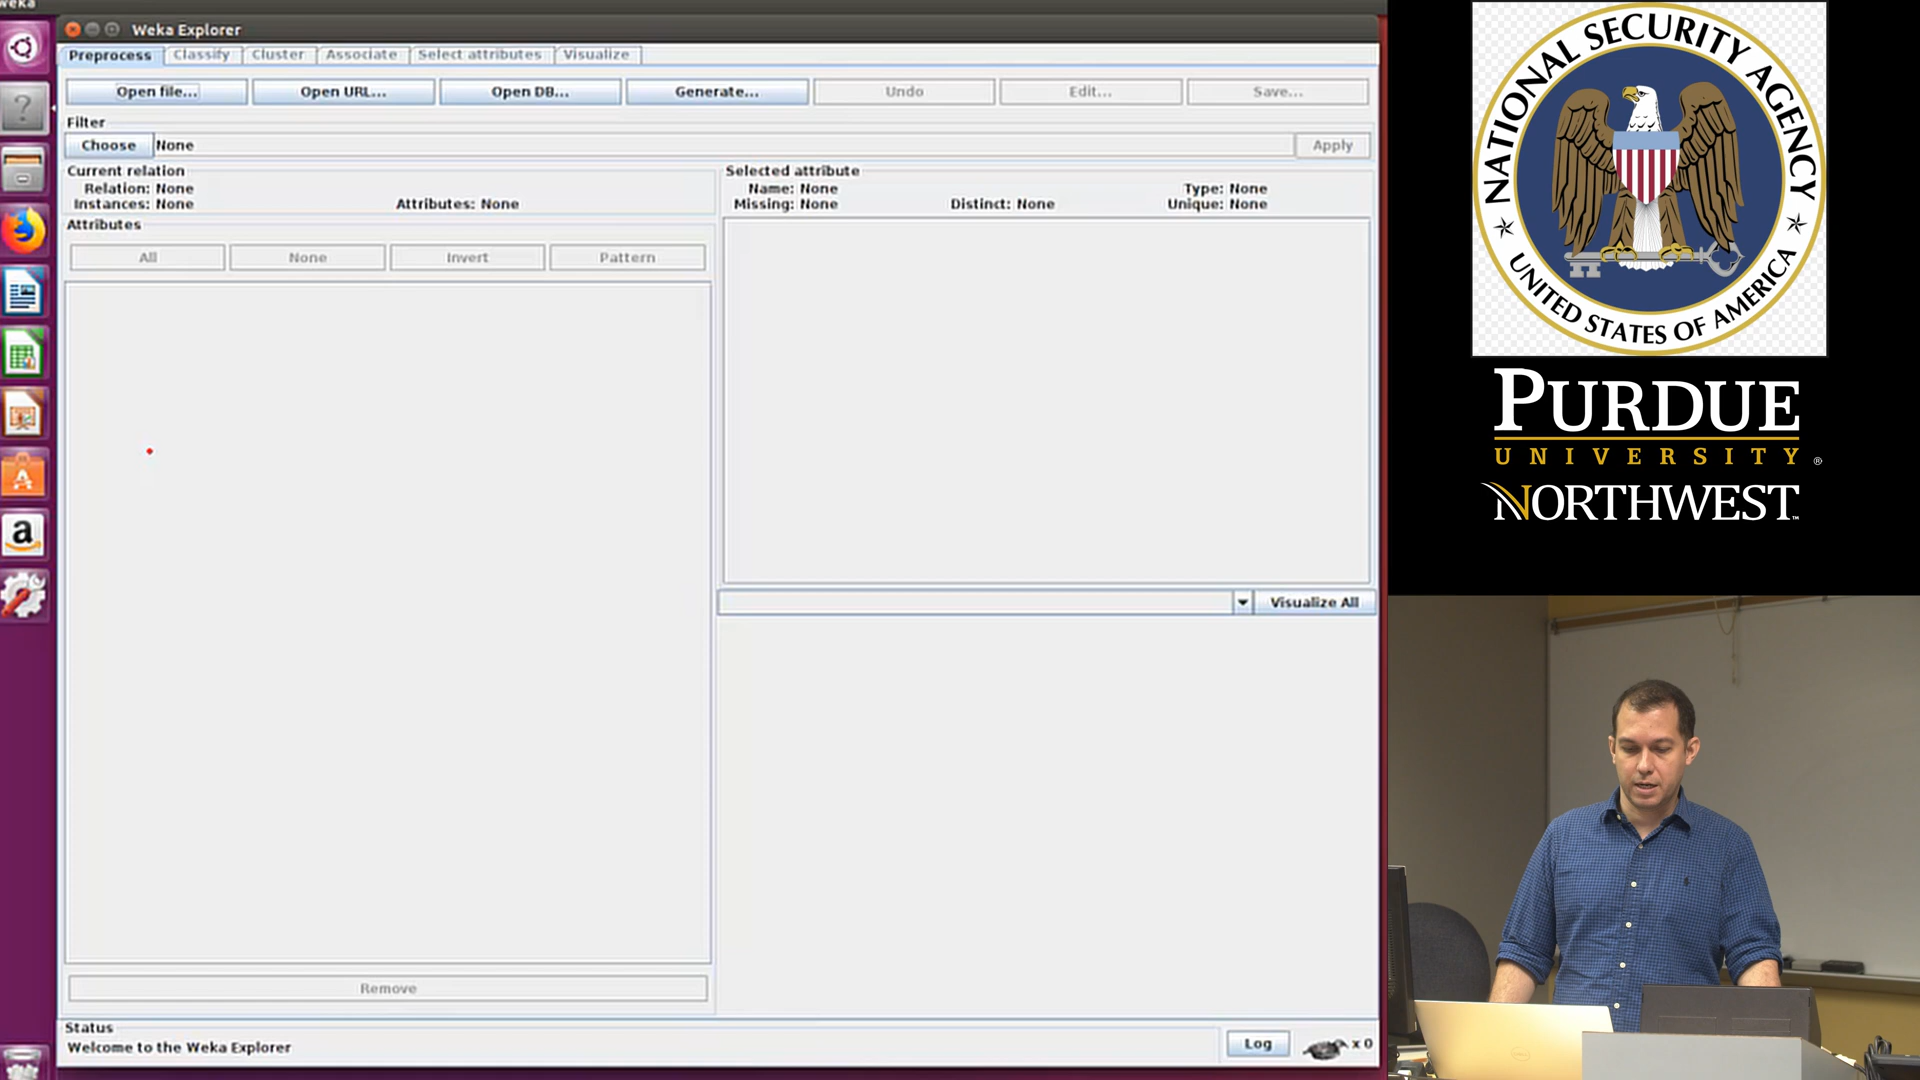 weka
Weka Explorer
Preprocess Classify Cluster Associate Select attributes Visualize
Open file... Open URL... Open DB... Generate... Undo Edit... Save...
Filter
Choose None Apply
Current relation
Relation: None
Instances: None Attributes: None
Selected attribute
Name: None Type: None
Missing: None Distinct: None Unique: None
Attributes
All None Invert Pattern
Visualize All
Remove
Status
Welcome to the Weka Explorer
Log x 0
NATIONAL SECURITY AGENCY
UNITED STATES OF AMERICA
PURDUE
UNIVERSITY®
NORTHWEST™